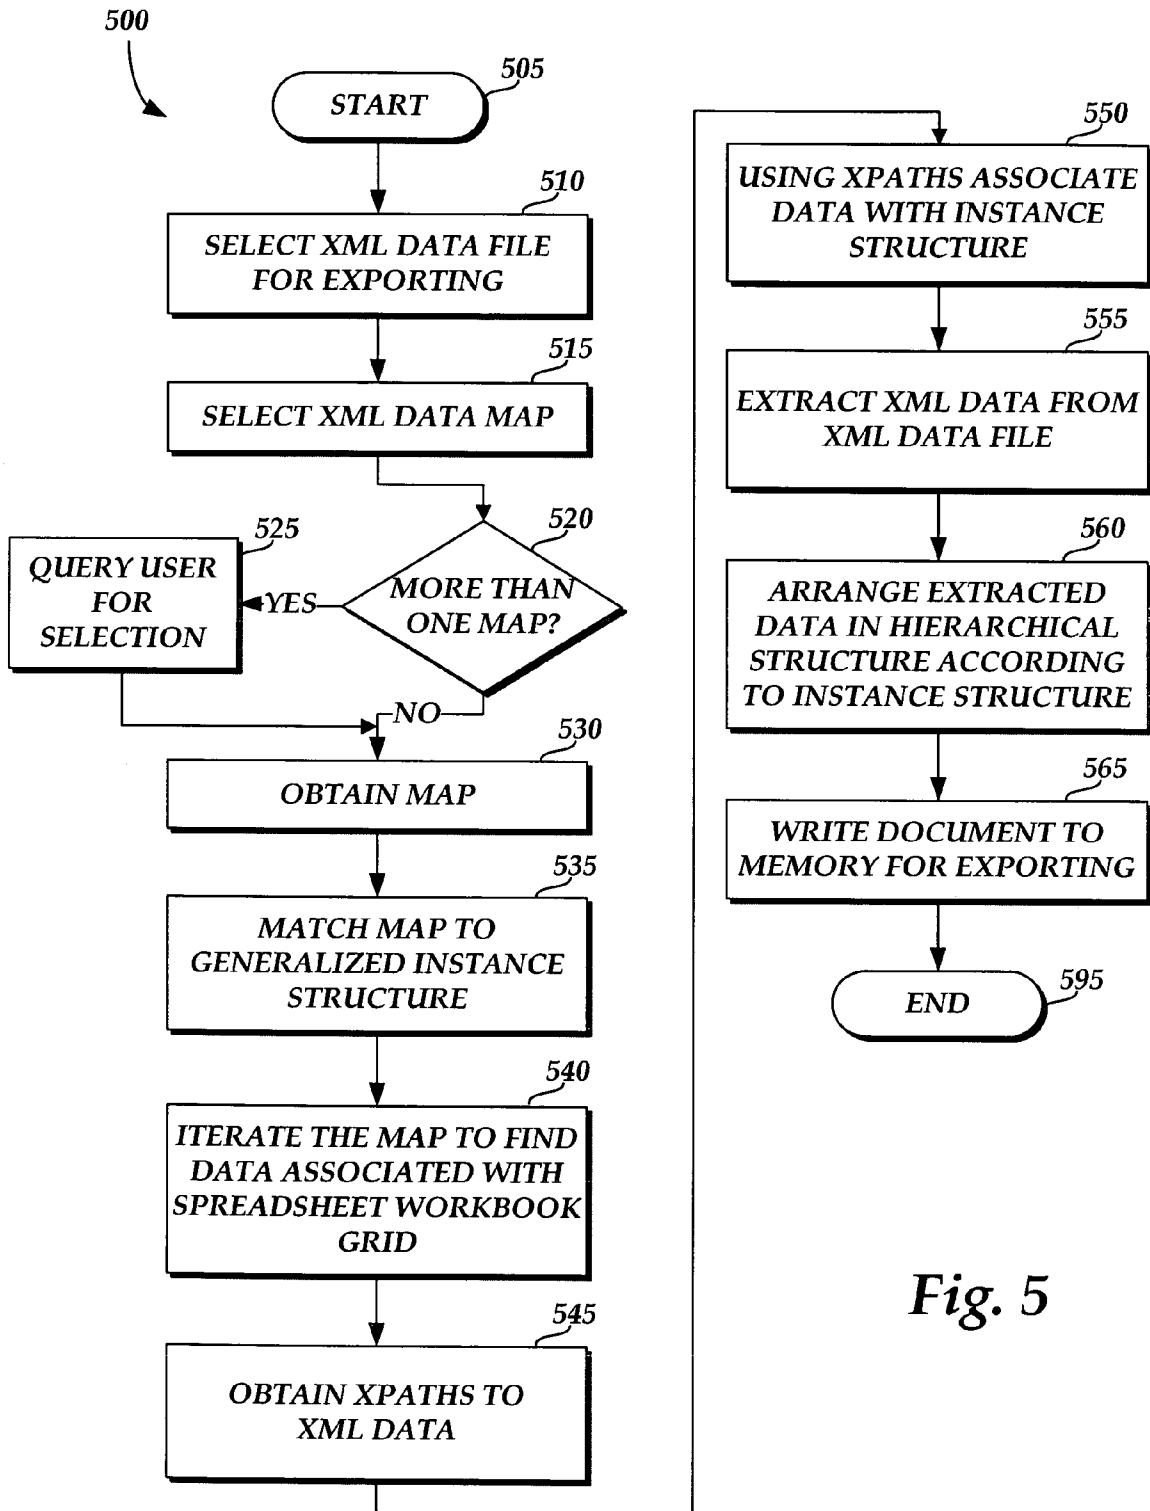 500
505
START
510
SELECT XML DATA FILE
FOR EXPORTING
515
SELECT XML DATA MAP
520
MORE THAN
ONE MAP?
YES
525
QUERY USER
FOR
SELECTION
NO
530
OBTAIN MAP
535
MATCH MAP TO
GENERALIZED INSTANCE
STRUCTURE
540
ITERATE THE MAP TO FIND
DATA ASSOCIATED WITH
SPREADSHEET WORKBOOK
GRID
545
OBTAIN XPATHS TO
XML DATA
550
USING XPATHS ASSOCIATE
DATA WITH INSTANCE
STRUCTURE
555
EXTRACT XML DATA FROM
XML DATA FILE
560
ARRANGE EXTRACTED
DATA IN HIERARCHICAL
STRUCTURE ACCORDING
TO INSTANCE STRUCTURE
565
WRITE DOCUMENT TO
MEMORY FOR EXPORTING
595
END
Fig. 5